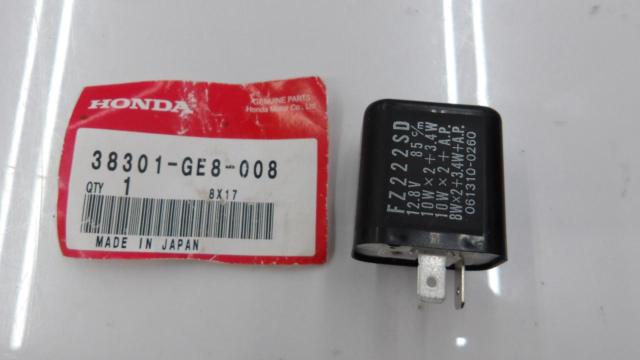 HONDA
GENUINE PARTS
Honda Motor Co., Ltd.
38301-GE8-008
QTY 1
8X17
MADE IN JAPAN
FZ222SD
12.8V 85c/m
10W×2+3.4W
10W×2+A.P.
8W×2+3.4W+A.P.
061310-0260